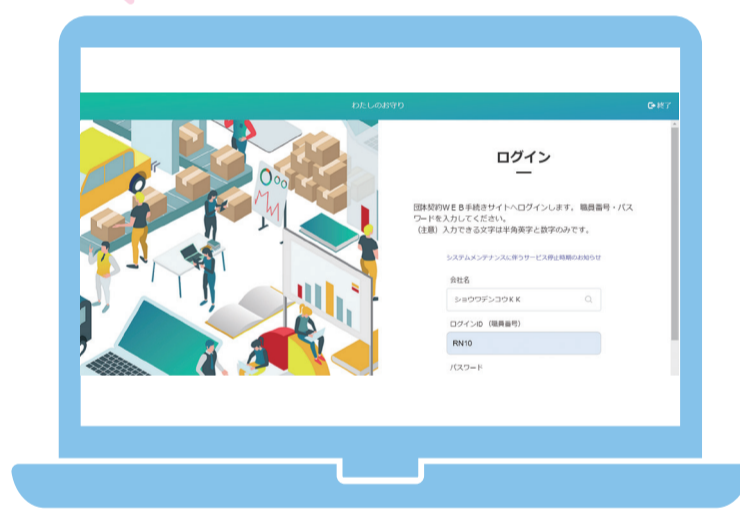 わたしのお守り
終了
ログイン
団体契約WEB手続きサイトへログインします。職員番号・パス
ワードを入力してください。
（注意）入力できる文字は半角英字と数字のみです。
システムメンテナンスに伴うサービス停止時期のお知らせ
会社名
ショウワデンコウKK
ログインID （職員番号）
RN10
パスワード